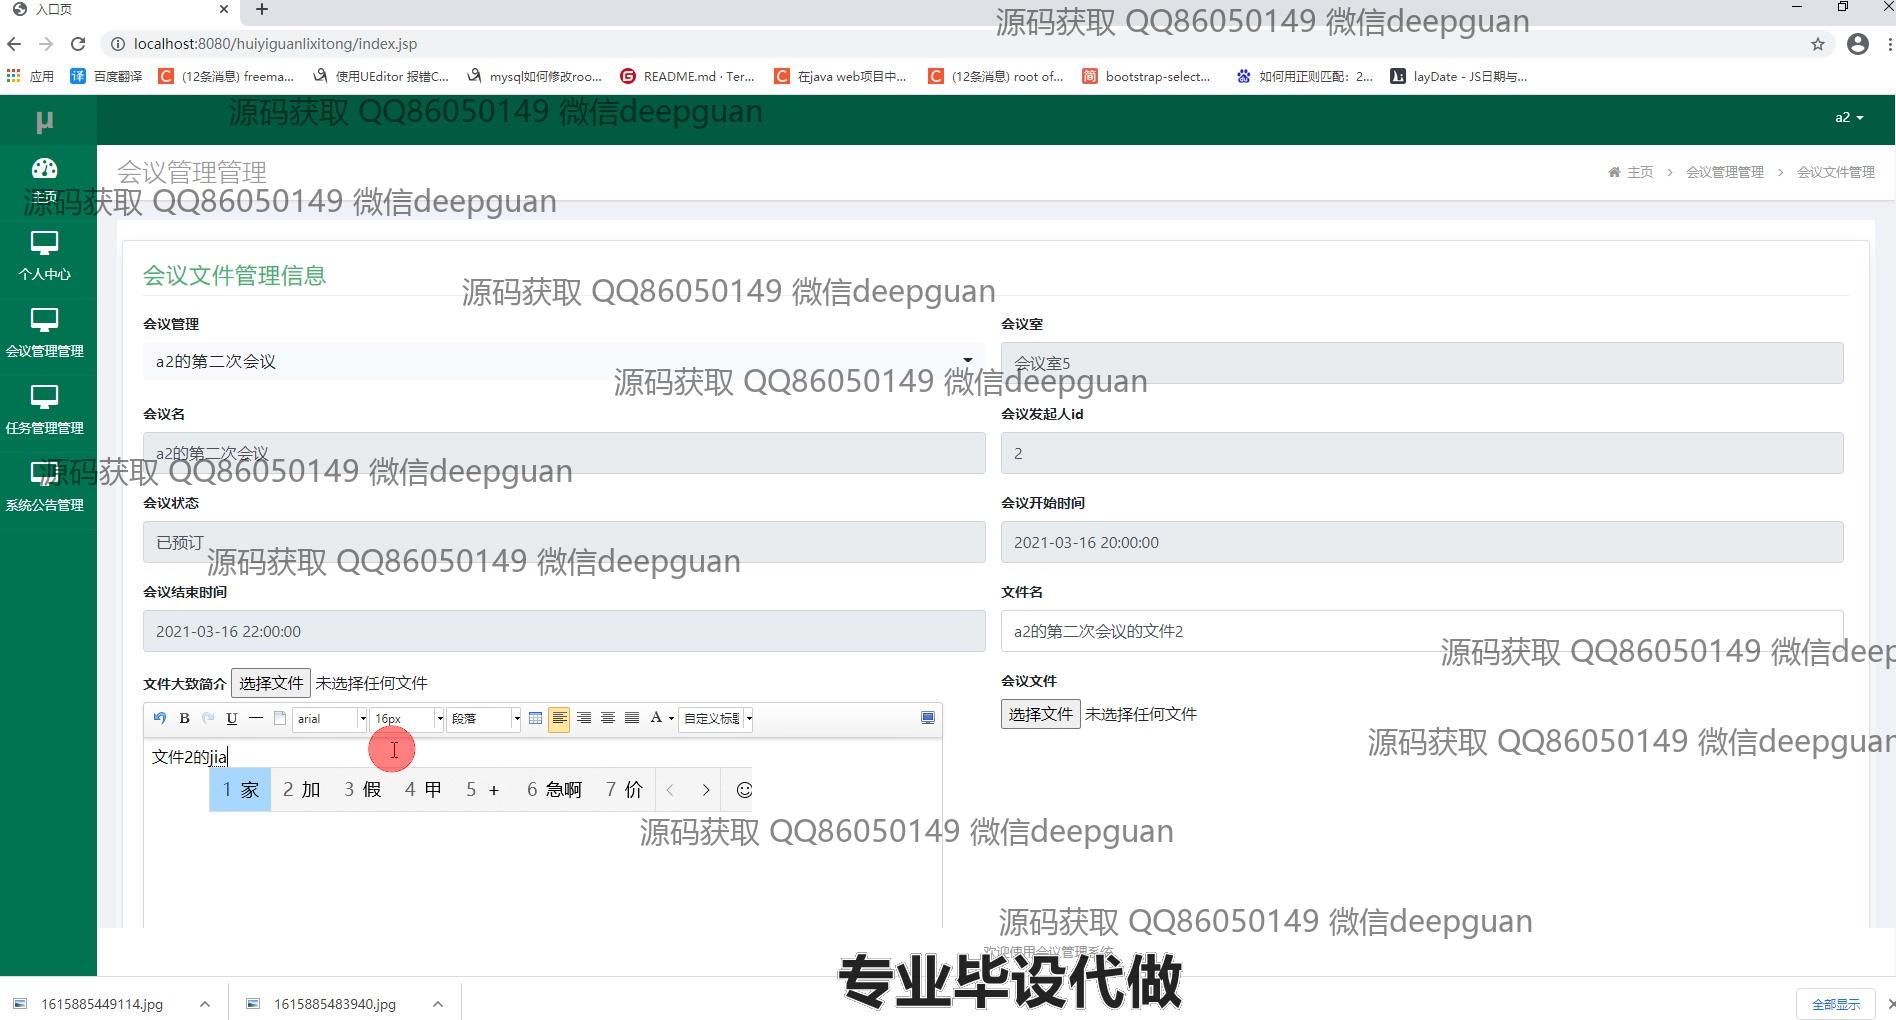 入口页
源码获取 QQ86050149 微信deepguan
localhost:8080/huiyiguanlixitong/index.jsp
应用 百度翻译 (12条消息) freema... 使用UEditor 报错C... mysql如何修改roo... README.md · Ter... 在java web项目中... (12条消息) root of... bootstrap-select... 如何用正则匹配：2... layDate - JS日期与...
源码获取 QQ86050149 微信deepguan
μ
a2
会议管理管理
主页 > 会议管理管理 > 会议文件管理
主页
源码获取 QQ86050149 微信deepguan
个人中心
会议管理管理
任务管理管理
系统公告管理
会议文件管理信息
源码获取 QQ86050149 微信deepguan
会议管理 会议室
a2的第二次会议 会议室5
源码获取 QQ86050149 微信deepguan
会议名 会议发起人id
a2的第二次会议 2
源码获取 QQ86050149 微信deepguan
会议状态 会议开始时间
已预订 2021-03-16 20:00:00
源码获取 QQ86050149 微信deepguan
会议结束时间 文件名
2021-03-16 22:00:00 a2的第二次会议的文件2
源码获取 QQ86050149 微信deep
文件大致简介 选择文件 未选择任何文件 会议文件
B U arial 16px 段落 A 自定义标题 选择文件 未选择任何文件
源码获取 QQ86050149 微信deepguan
文件2的jia
1 家 2 加 3 假 4 甲 5 + 6 急啊 7 价
源码获取 QQ86050149 微信deepguan
源码获取 QQ86050149 微信deepguan
欢迎使用会议管理系统
专业毕设代做
1615885449114.jpg 1615885483940.jpg 全部显示